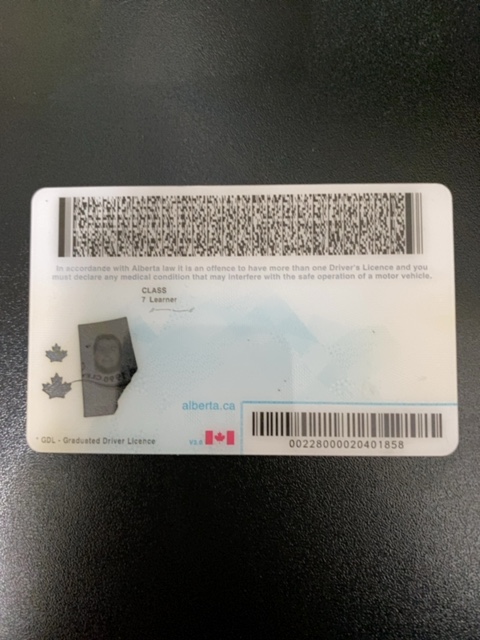 In accordance with Alberta law it is an offence to have more than one Driver's Licence and you
must declare any medical condition that may interfere with the safe operation of a motor vehicle.
CLASS
7 Learner
alberta.ca
* GDL - Graduated Driver Licence
V3.0
00228000020401858